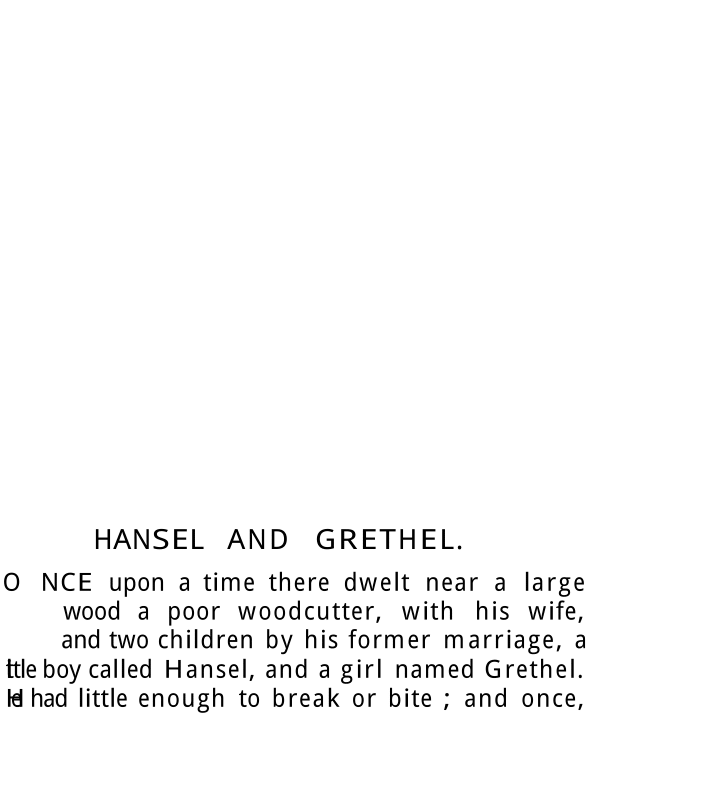 HANSEL AND GRETHEL.
O NCE upon a time there dwelt near a large
wood a poor woodcutter, with his wife,
and two children by his former marriage, a
boy called Hansel, and a girl named Grethel.
had little enough to break or bite ; and once,